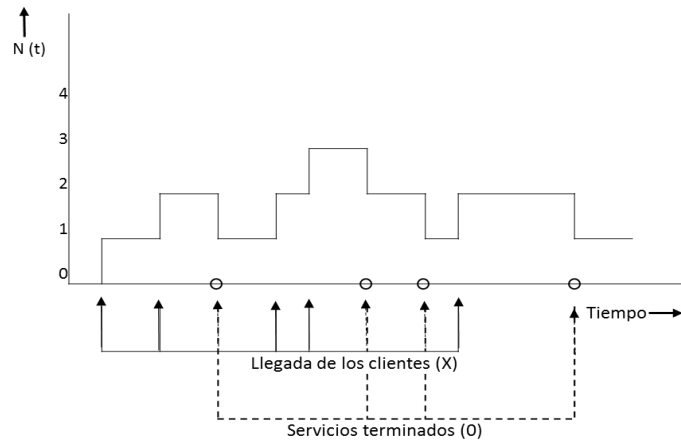 N (t)
4
3
2
1
0
Tiempo
Llegada de los clientes (X)
Servicios terminados (0)